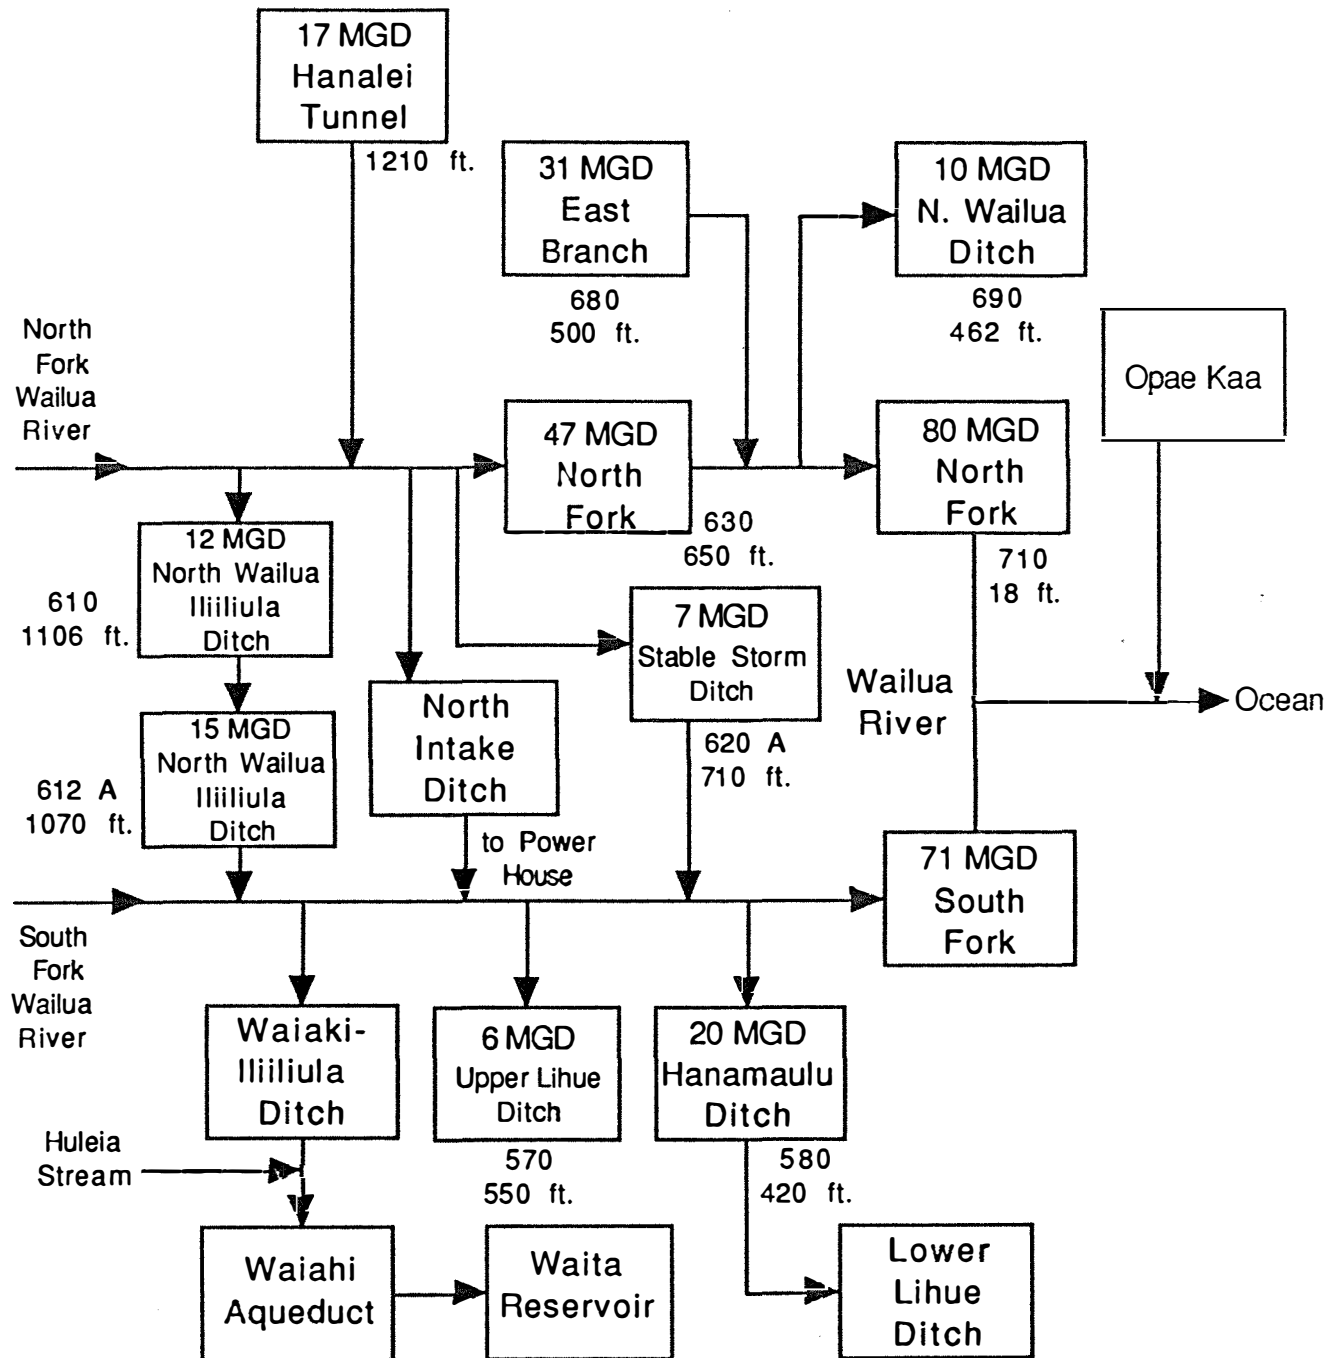 17 MGD
Hanalei
Tunnel
1210 ft.
31 MGD
East
Branch
680
500 ft.
10 MGD
N. Wailua
Ditch
690
462 ft.
Opae Kaa
North
Fork
Wailua
River
47 MGD
North
Fork
630
650 ft.
80 MGD
North
Fork
710
18 ft.
12 MGD
North Wailua
Iliiliula
Ditch
610
1106 ft.
15 MGD
North Wailua
Iliiliula
Ditch
612 A
1070 ft.
North
Intake
Ditch
to Power
House
7 MGD
Stable Storm
Ditch
620 A
710 ft.
Wailua
River
Ocean
71 MGD
South
Fork
South
Fork
Wailua
River
Waiaki-
Iliiliula
Ditch
6 MGD
Upper Lihue
Ditch
570
550 ft.
20 MGD
Hanamaulu
Ditch
580
420 ft.
Huleia
Stream
Waiahi
Aqueduct
Waita
Reservoir
Lower
Lihue
Ditch